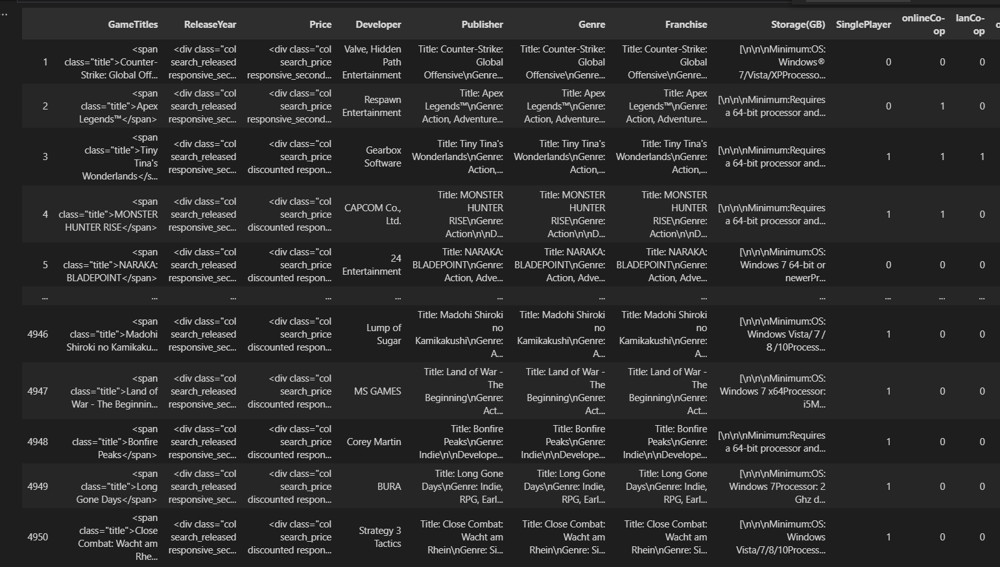 ...
GameTitles ReleaseYear Price Developer Publisher Genre Franchise Storage(GB) SinglePlayer onlineCo-op lanCo-op
1 <span class="title">Counter-Strike: Global Off... <div class="col search_released responsive_sec... <div class="col search_price responsive_second... Valve, Hidden Path Entertainment Title: Counter-Strike: Global Offensive\nGenre... Title: Counter-Strike: Global Offensive\nGenre... Title: Counter-Strike: Global Offensive\nGenre... [\n\n\nMinimum:OS: Windows® 7/Vista/XPProcesso... 0 0 0
2 <span class="title">Apex Legends™</span> <div class="col search_released responsive_sec... <div class="col search_price responsive_second... Respawn Entertainment Title: Apex Legends™\nGenre: Action, Adventure... Title: Apex Legends™\nGenre: Action, Adventure... Title: Apex Legends™\nGenre: Action, Adventure... [\n\n\nMinimum:Requires a 64-bit processor and... 0 1 0
3 <span class="title">Tiny Tina's Wonderlands</s... <div class="col search_released responsive_sec... <div class="col search_price discounted respon... Gearbox Software Title: Tiny Tina's Wonderlands\nGenre: Action,... Title: Tiny Tina's Wonderlands\nGenre: Action,... Title: Tiny Tina's Wonderlands\nGenre: Action,... [\n\n\nMinimum:Requires a 64-bit processor and... 1 1 1
4 <span class="title">MONSTER HUNTER RISE</span> <div class="col search_released responsive_sec... <div class="col search_price discounted respon... CAPCOM Co., Ltd. Title: MONSTER HUNTER RISE\nGenre: Action\n\nD... Title: MONSTER HUNTER RISE\nGenre: Action\n\nD... Title: MONSTER HUNTER RISE\nGenre: Action\n\nD... [\n\n\nMinimum:Requires a 64-bit processor and... 1 1 0
5 <span class="title">NARAKA: BLADEPOINT</span> <div class="col search_released responsive_sec... <div class="col search_price discounted respon... 24 Entertainment Title: NARAKA: BLADEPOINT\nGenre: Action, Adve... Title: NARAKA: BLADEPOINT\nGenre: Action, Adve... Title: NARAKA: BLADEPOINT\nGenre: Action, Adve... [\n\n\nMinimum:OS: Windows 7 64-bit or newerPr... 0 0 0
... ... ... ... ... ... ... ... ... ... ... ...
4946 <span class="title">Madohi Shiroki no Kamikaku... <div class="col search_released responsive_sec... <div class="col search_price discounted respon... Lump of Sugar Title: Madohi Shiroki no Kamikakushi\nGenre: A... Title: Madohi Shiroki no Kamikakushi\nGenre: A... Title: Madohi Shiroki no Kamikakushi\nGenre: A... [\n\n\nMinimum:OS: Windows Vista/ 7 / 8 /10Process... 1 0 0
4947 <span class="title">Land of War - The Beginnin... <div class="col search_released responsive_sec... <div class="col search_price discounted respon... MS GAMES Title: Land of War - The Beginning\nGenre: Act... Title: Land of War - The Beginning\nGenre: Act... Title: Land of War - The Beginning\nGenre: Act... [\n\n\nMinimum:OS: Windows 7 x64Processor: i5M... 1 0 0
4948 <span class="title">Bonfire Peaks</span> <div class="col search_released responsive_sec... <div class="col search_price discounted respon... Corey Martin Title: Bonfire Peaks\nGenre: Indie\n\nDevelope... Title: Bonfire Peaks\nGenre: Indie\n\nDevelope... Title: Bonfire Peaks\nGenre: Indie\n\nDevelope... [\n\n\nMinimum:Requires a 64-bit processor and... 1 0 0
4949 <span class="title">Long Gone Days</span> <div class="col search_released responsive_sec... <div class="col search_price discounted respon... BURA Title: Long Gone Days\nGenre: Indie, RPG, Earl... Title: Long Gone Days\nGenre: Indie, RPG, Earl... Title: Long Gone Days\nGenre: Indie, RPG, Earl... [\n\n\nMinimum:OS: Windows 7Processor: 2 Ghz d... 1 0 0
4950 <span class="title">Close Combat: Wacht am Rhe... <div class="col search_released responsive_sec... <div class="col search_price discounted respon... Strategy 3 Tactics Title: Close Combat: Wacht am Rhein\nGenre: Si... Title: Close Combat: Wacht am Rhein\nGenre: Si... Title: Close Combat: Wacht am Rhein\nGenre: Si... [\n\n\nMinimum:OS: Windows Vista/7/8/10Process... 1 0 0